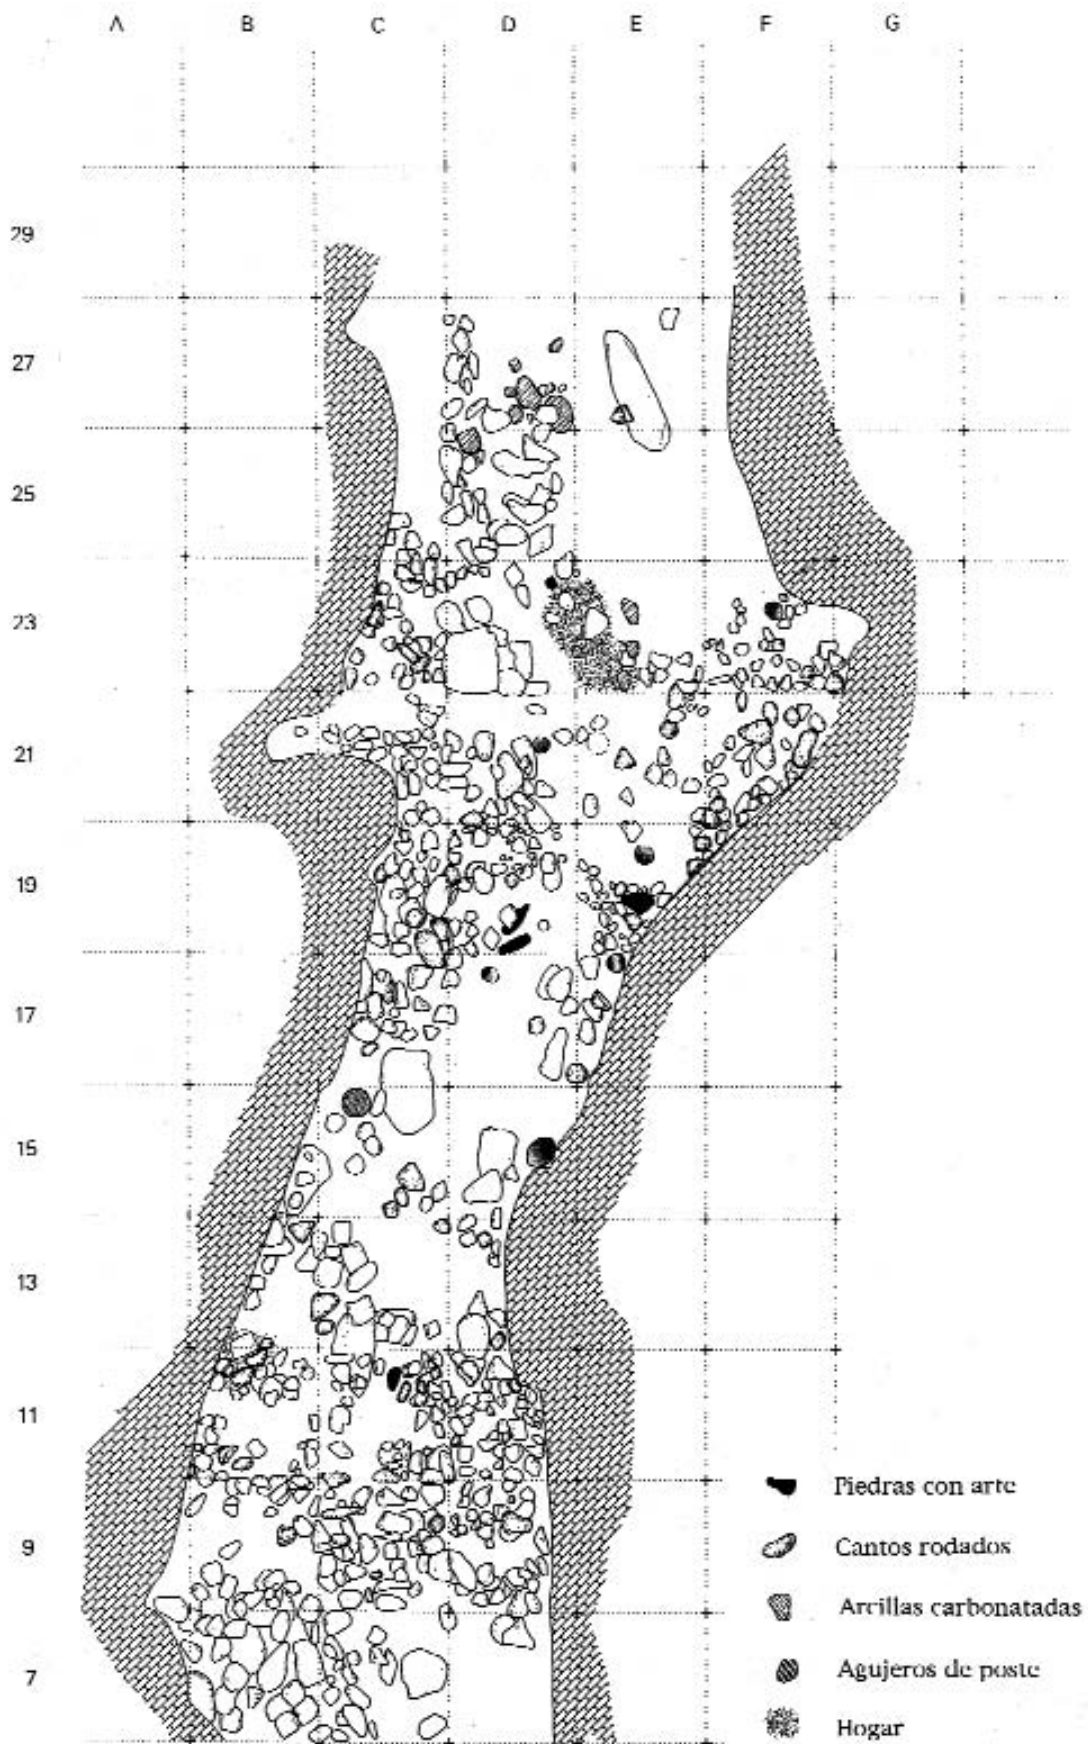 A B C D E F G
29
27
25
23
21
19
17
15
13
11
9
7
Piedras con arte
Cantos rodados
Arcillas carbonatadas
Agujeros de poste
Hogar